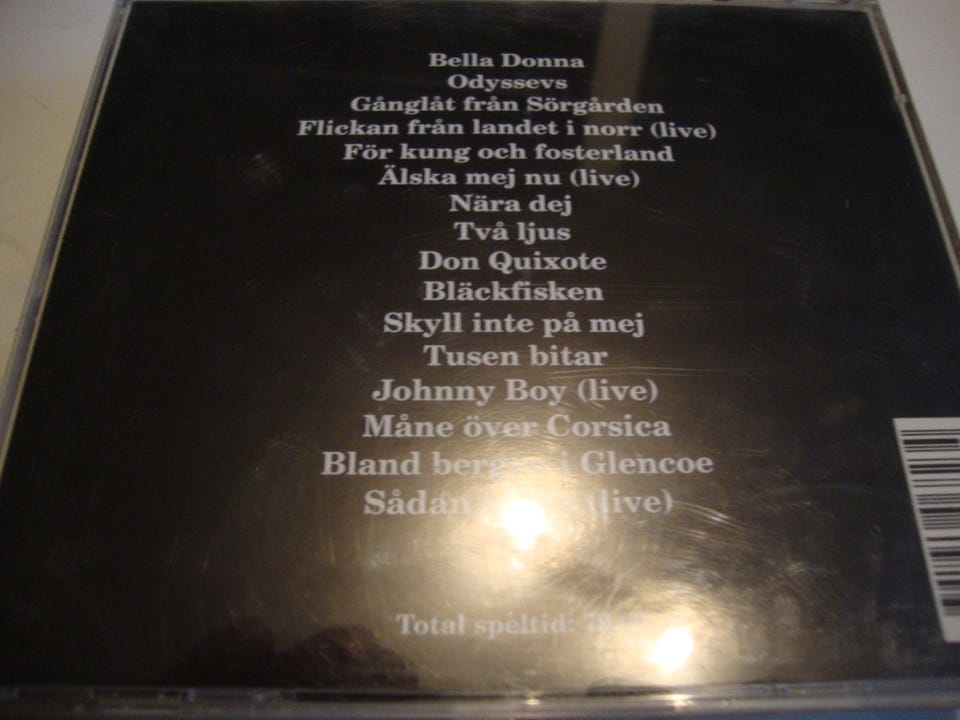 Bella Donna
Odyssevs
Gånglåt från Sörgården
Flickan från landet i norr (live)
För kung och fosterland
Älska mej nu (live)
Nära dej
Två ljus
Don Quixote
Bläckfisken
Skyll inte på mej
Tusen bitar
Johnny Boy (live)
Måne över Corsica
Bland bergen i Glencoe
Sådan (live)
Total speltid: